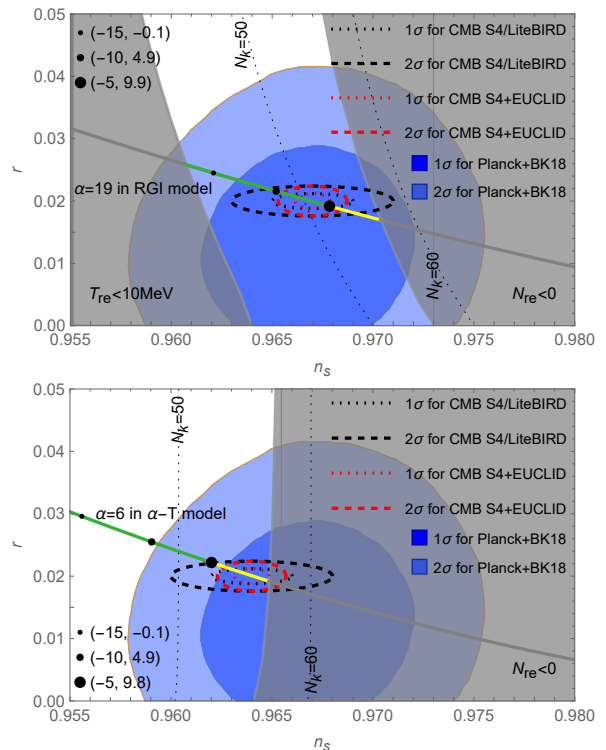 0.05
0.04
0.03
0.02
0.01
0.00
r
(−15, −0.1)
(−10, 4.9)
(−5, 9.9)
N_k=50
1σ for CMB S4/LiteBIRD
2σ for CMB S4/LiteBIRD
1σ for CMB S4+EUCLID
2σ for CMB S4+EUCLID
1σ for Planck+BK18
2σ for Planck+BK18
α=19 in RGI model
N_k=60
T_re<10MeV
N_re<0
0.955 0.960 0.965 0.970 0.975 0.980
n_s
0.05
0.04
0.03
0.02
0.01
0.00
r
N_k=50
1σ for CMB S4/LiteBIRD
2σ for CMB S4/LiteBIRD
1σ for CMB S4+EUCLID
2σ for CMB S4+EUCLID
1σ for Planck+BK18
2σ for Planck+BK18
α=6 in α−T model
(−15, −0.1)
(−10, 4.9)
(−5, 9.8)
N_k=60
N_re<0
0.955 0.960 0.965 0.970 0.975 0.980
n_s